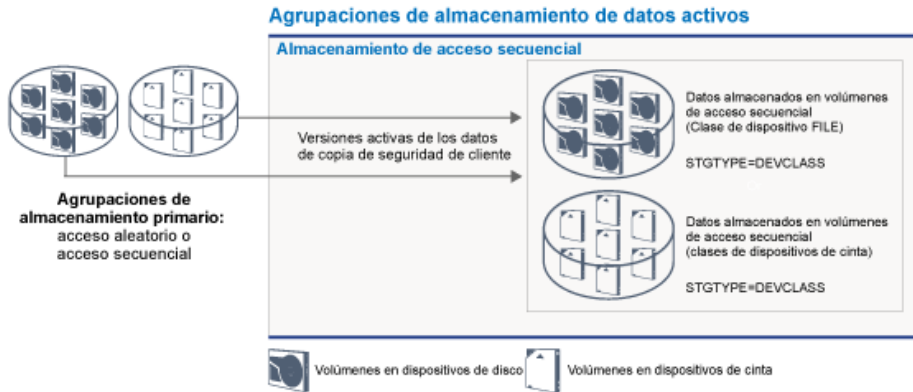 Agrupaciones de almacenamiento de datos activos
Almacenamiento de acceso secuencial
Datos almacenados en volúmenes
de acceso secuencial
(Clase de dispositivo FILE)
STGTYPE=DEVCLASS
Versiones activas de los datos
de copia de seguridad de cliente
Agrupaciones de
almacenamiento primario:
acceso aleatorio o
acceso secuencial
Datos almacenados en volúmenes
de acceso secuencial
(clases de dispositivos de cinta)
STGTYPE=DEVCLASS
Volúmenes en dispositivos de disco
Volúmenes en dispositivos de cinta